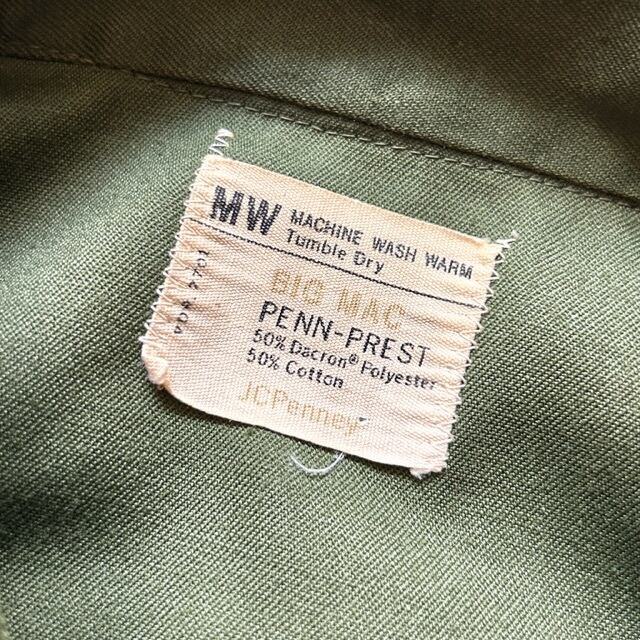 MW MACHINE WASH WARM
Tumble Dry
BIG MAC
PENN-PREST
50% Dacron® Polyester
50% Cotton
JCPenney